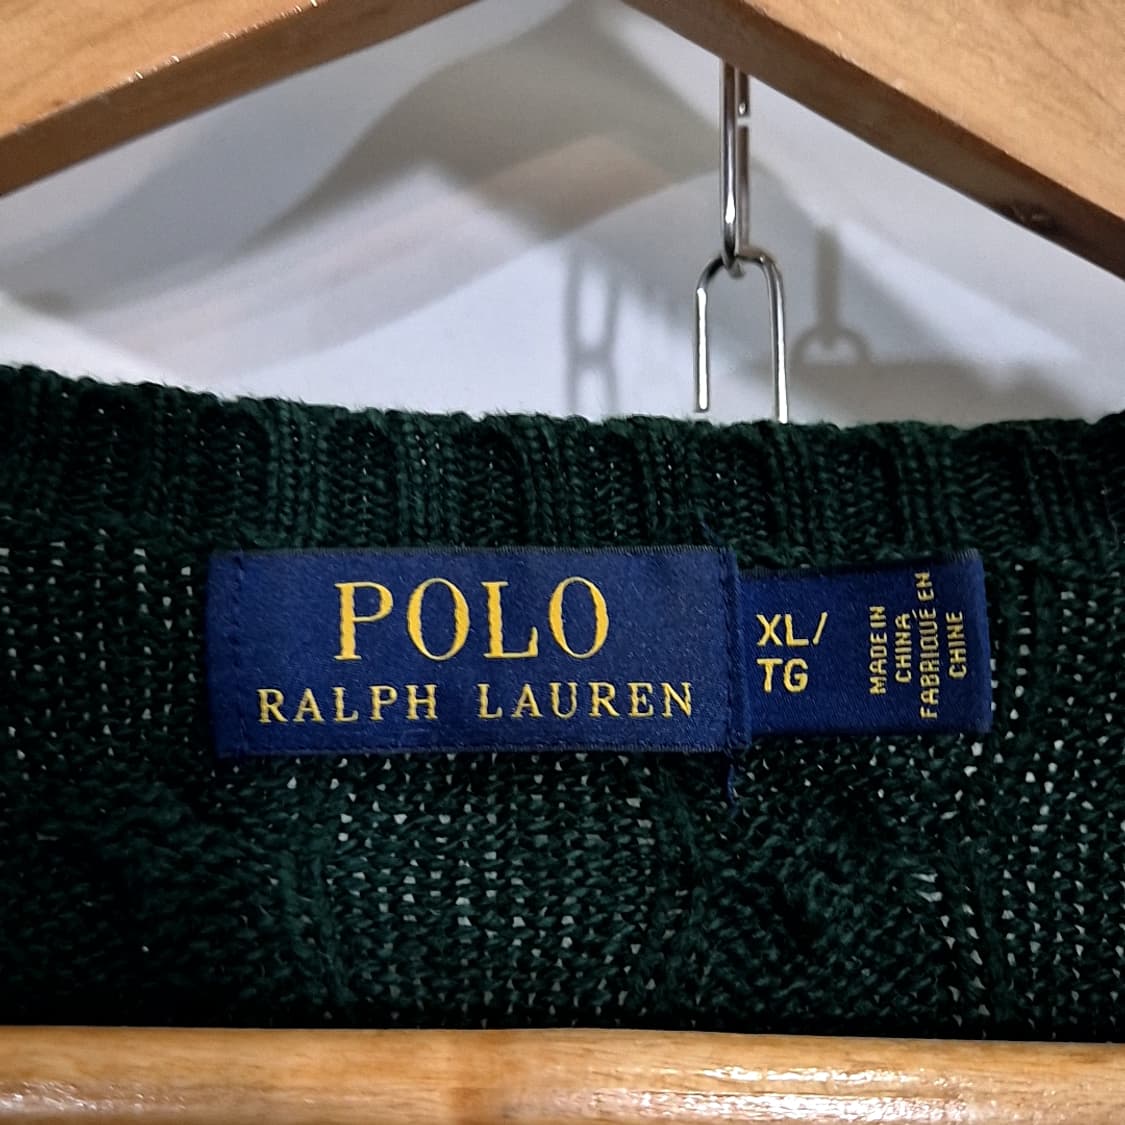 POLO
RALPH LAUREN
XL/
TG
MADE IN
CHINA
FABRIQUÉ EN
CHINE